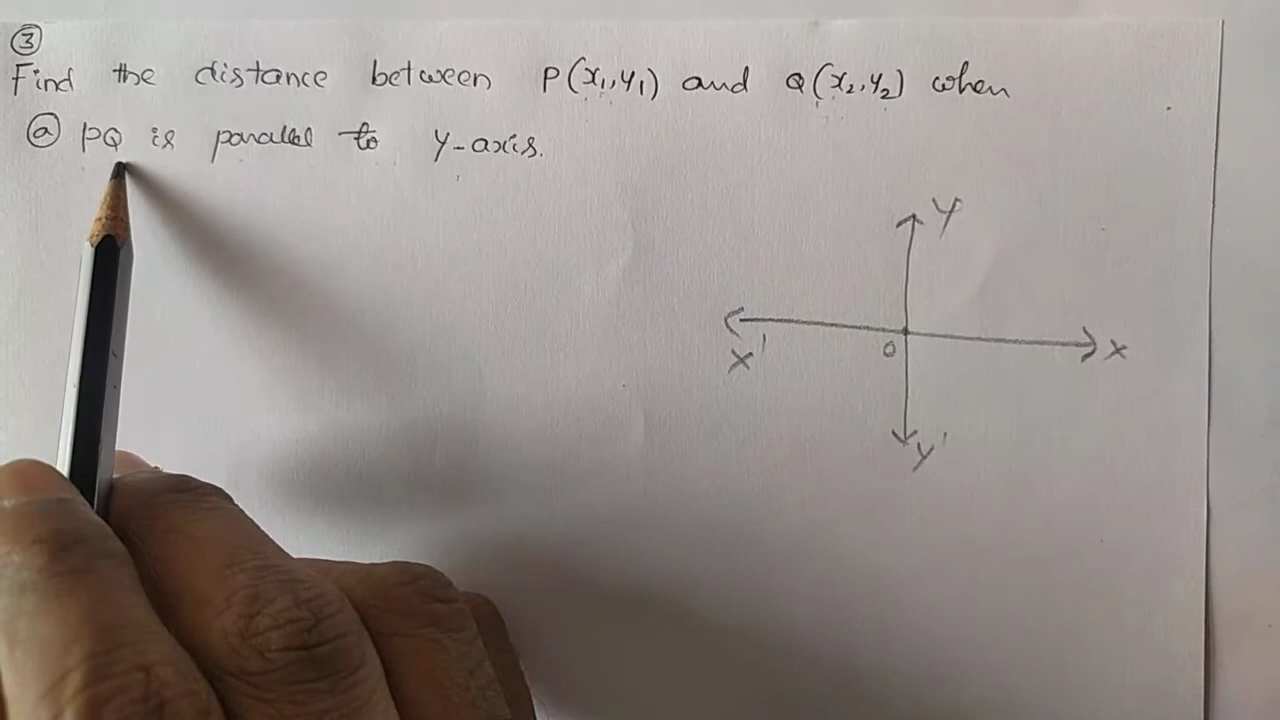 ③
Find the distance between P(x₁,y₁) and Q(x₂,y₂) when
ⓐ PQ is parallel to y-axis.
Y
X' O X
Y'